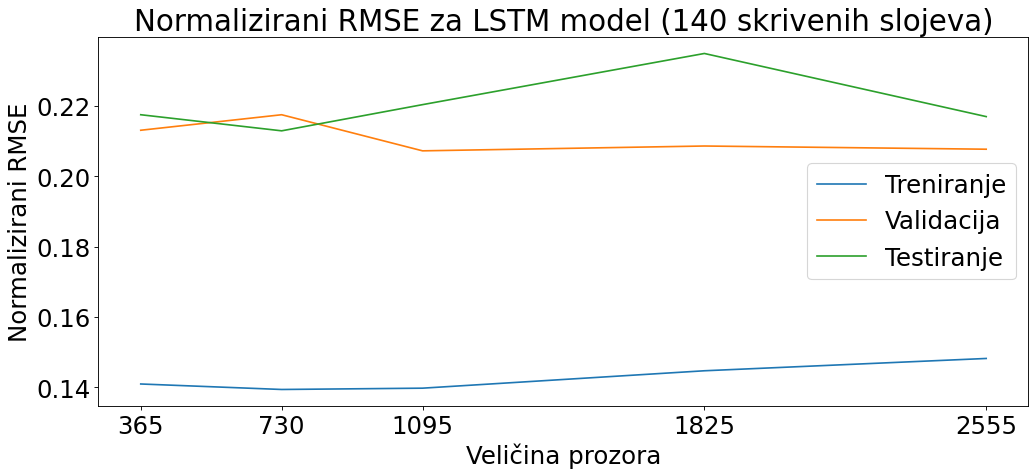 Normalizirani RMSE za LSTM model (140 skrivenih slojeva)
Normalizirani RMSE
0.22
0.20
0.18
0.16
0.14
Treniranje
Validacija
Testiranje
365 730 1095 1825 2555
Veličina prozora